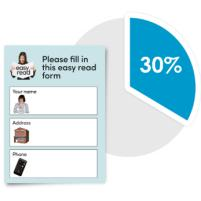 easy
read
Please fill in
this easy read
form
Your name
Address
Phone
30%